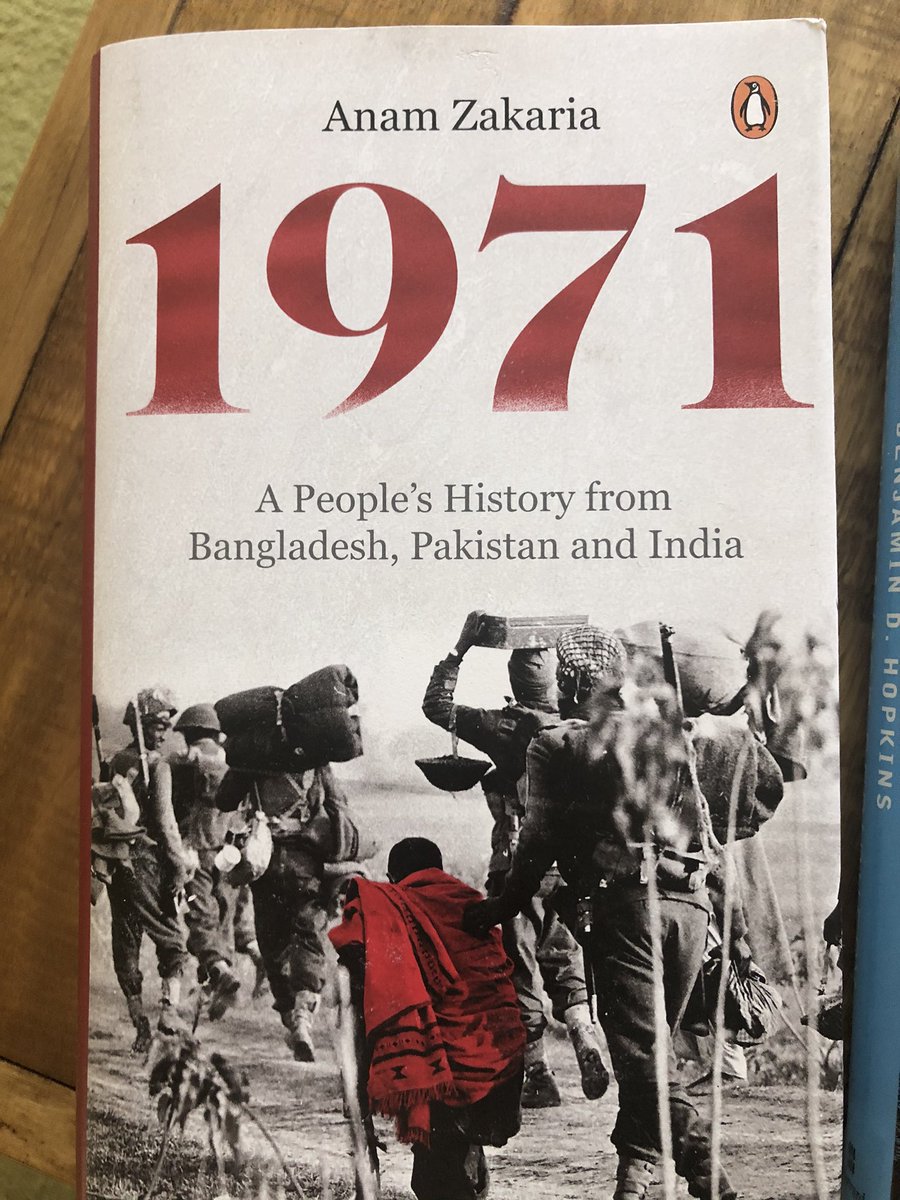 Anam Zakaria
1971
A People's History from
Bangladesh, Pakistan and India
BENJAMIN D. HOPKINS